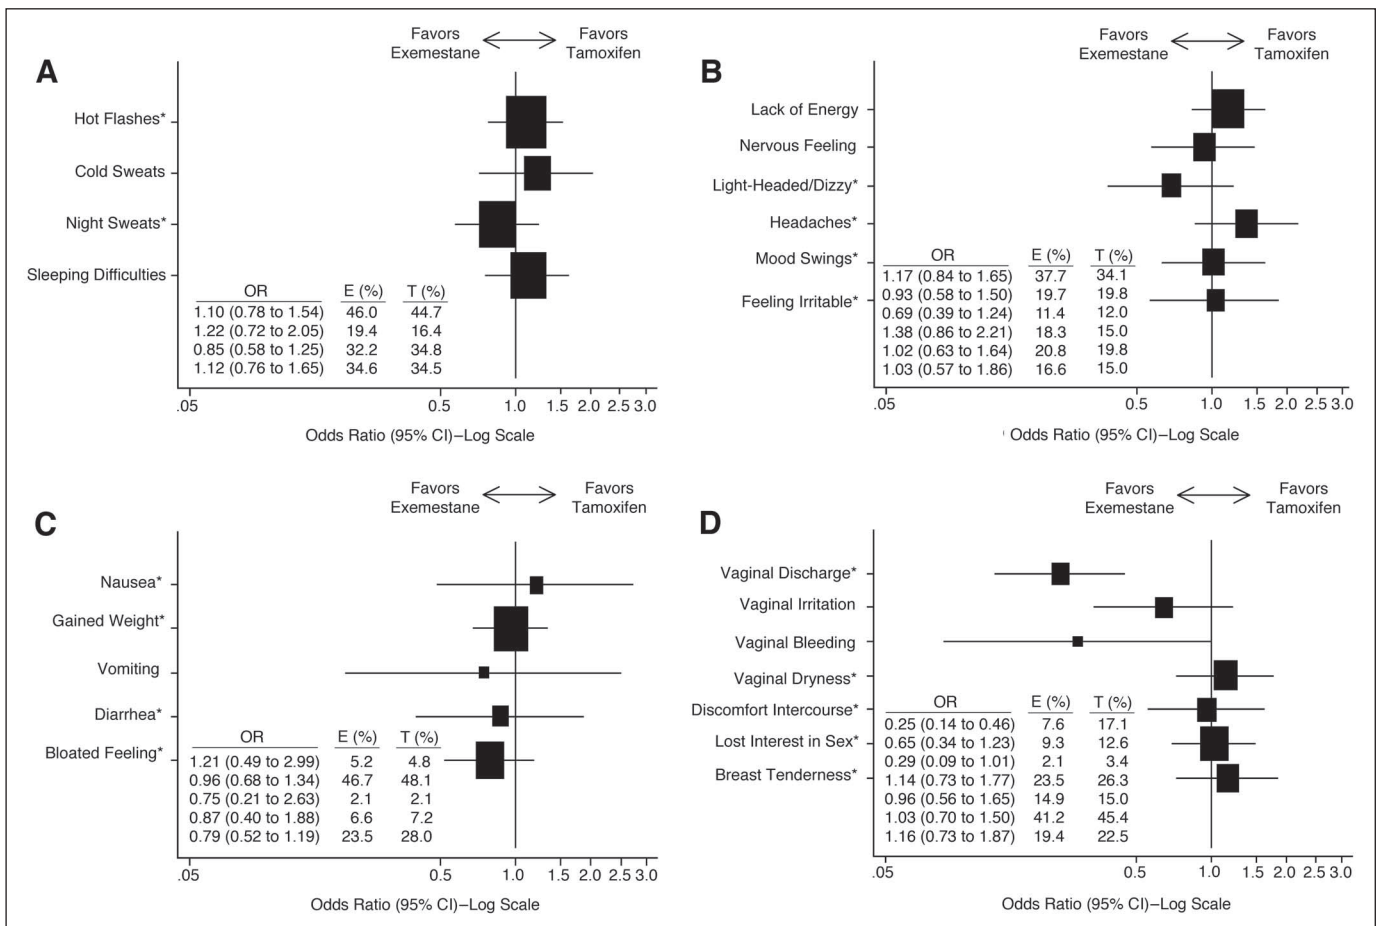 A
Favors Exemestane
Favors Tamoxifen
Hot Flashes*
Cold Sweats
Night Sweats*
Sleeping Difficulties
OR E (%) T (%)
1.10 (0.78 to 1.54) 46.0 44.7
1.22 (0.72 to 2.05) 19.4 16.4
0.85 (0.58 to 1.25) 32.2 34.8
1.12 (0.76 to 1.65) 34.6 34.5
.05 0.5 1.0 1.5 2.0 2.5 3.0
Odds Ratio (95% CI)–Log Scale
B
Favors Exemestane
Favors Tamoxifen
Lack of Energy
Nervous Feeling
Light-Headed/Dizzy*
Headaches*
Mood Swings*
Feeling Irritable*
OR E (%) T (%)
1.17 (0.84 to 1.65) 37.7 34.1
0.93 (0.58 to 1.50) 19.7 19.8
0.69 (0.39 to 1.24) 11.4 12.0
1.38 (0.86 to 2.21) 18.3 15.0
1.02 (0.63 to 1.64) 20.8 19.8
1.03 (0.57 to 1.86) 16.6 15.0
.05 0.5 1.0 1.5 2.0 2.5 3.0
Odds Ratio (95% CI)–Log Scale
C
Favors Exemestane
Favors Tamoxifen
Nausea*
Gained Weight*
Vomiting
Diarrhea*
Bloated Feeling*
OR E (%) T (%)
1.21 (0.49 to 2.99) 5.2 4.8
0.96 (0.68 to 1.34) 46.7 48.1
0.75 (0.21 to 2.63) 2.1 2.1
0.87 (0.40 to 1.88) 6.6 7.2
0.79 (0.52 to 1.19) 23.5 28.0
.05 0.5 1.0 1.5 2.0 2.5 3.0
Odds Ratio (95% CI)–Log Scale
D
Favors Exemestane
Favors Tamoxifen
Vaginal Discharge*
Vaginal Irritation
Vaginal Bleeding
Vaginal Dryness*
Discomfort Intercourse*
Lost Interest in Sex*
Breast Tenderness*
OR E (%) T (%)
0.25 (0.14 to 0.46) 7.6 17.1
0.65 (0.34 to 1.23) 9.3 12.6
0.29 (0.09 to 1.01) 2.1 3.4
1.14 (0.73 to 1.77) 23.5 26.3
0.96 (0.56 to 1.65) 14.9 15.0
1.03 (0.70 to 1.50) 41.2 45.4
1.16 (0.73 to 1.87) 19.4 22.5
.05 0.5 1.0 1.5 2.0 2.5 3.0
Odds Ratio (95% CI)–Log Scale